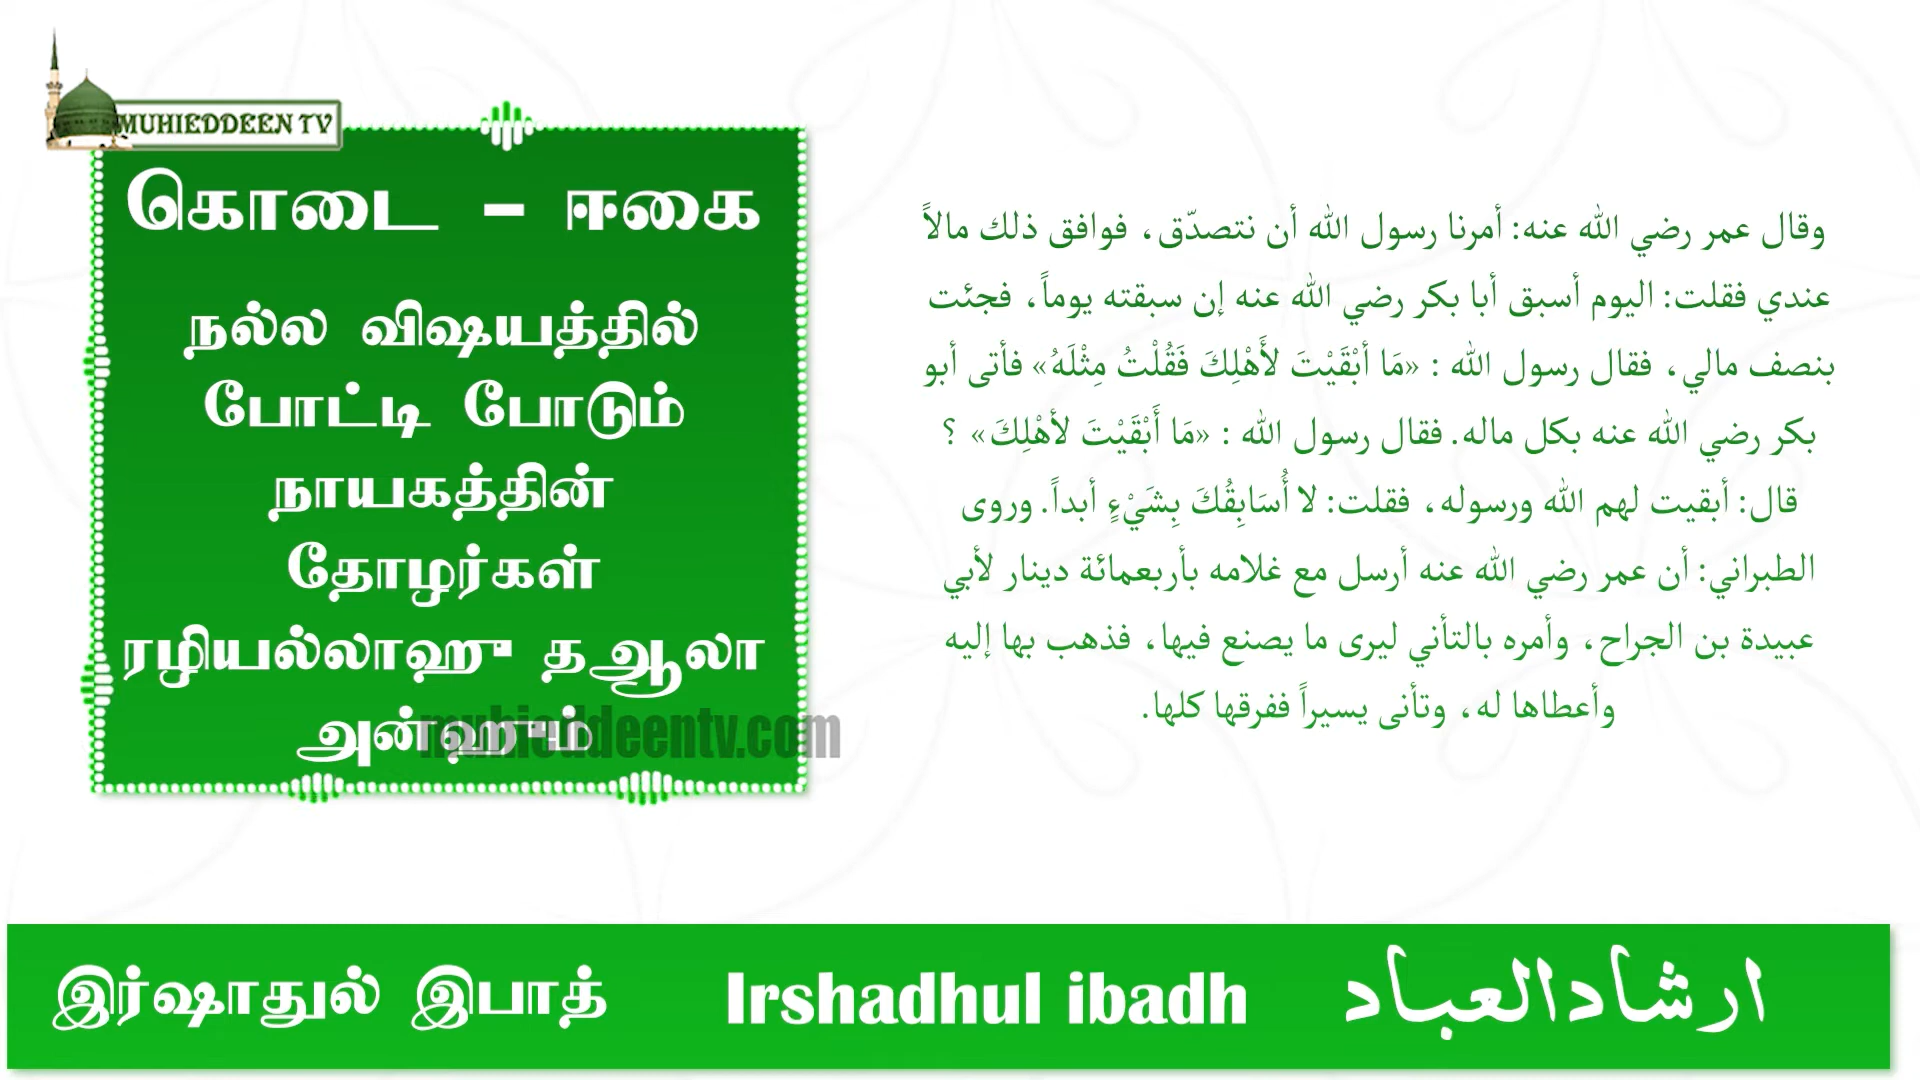 MUHIEDDEEN TV
கொடை - ஈகை
நல்ல விஷயத்தில்
போட்டி போடும்
நாயகத்தின்
தோழர்கள்
ரழியல்லாஹு தஆலா
அன்ஹும்
muhieddeentv.com
وقال عمر رضي الله عنه: أمرنا رسول الله أن نتصدّق، فوافق ذلك مالاً
عندي فقلت: اليوم أسبق أبا بكر رضي الله عنه إن سبقته يوماً، فجئت
بنصف مالي، فقال رسول الله : «مَا أبْقَيْتَ لأَهْلِكَ فَقُلْتُ مِثْلَهُ» فأتى أبو
بكر رضي الله عنه بكل ماله. فقال رسول الله : «مَا أَبْقَيْتَ لأهْلِكَ» ؟
قال: أبقيت لهم الله ورسوله، فقلت: لا أُسَابِقُكَ بِشَيْءٍ أبداً. وروى
الطبراني: أن عمر رضي الله عنه أرسل مع غلامه بأربعمائة دينار لأبي
عبيدة بن الجراح، وأمره بالتأني ليرى ما يصنع فيها، فذهب بها إليه
وأعطاها له، وتأنى يسيراً ففرقها كلها.
இர்ஷாதுல் இபாத் Irshadhul ibadh ارشادالعباد